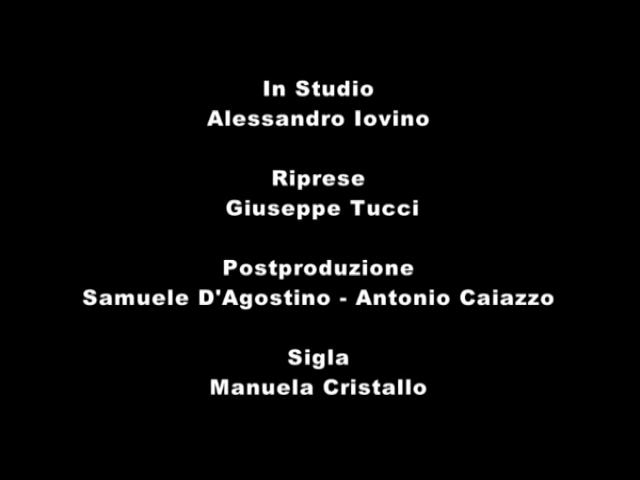 In Studio
Alessandro Iovino
Riprese
Giuseppe Tucci
Postproduzione
Samuele D'Agostino - Antonio Caiazzo
Sigla
Manuela Cristallo